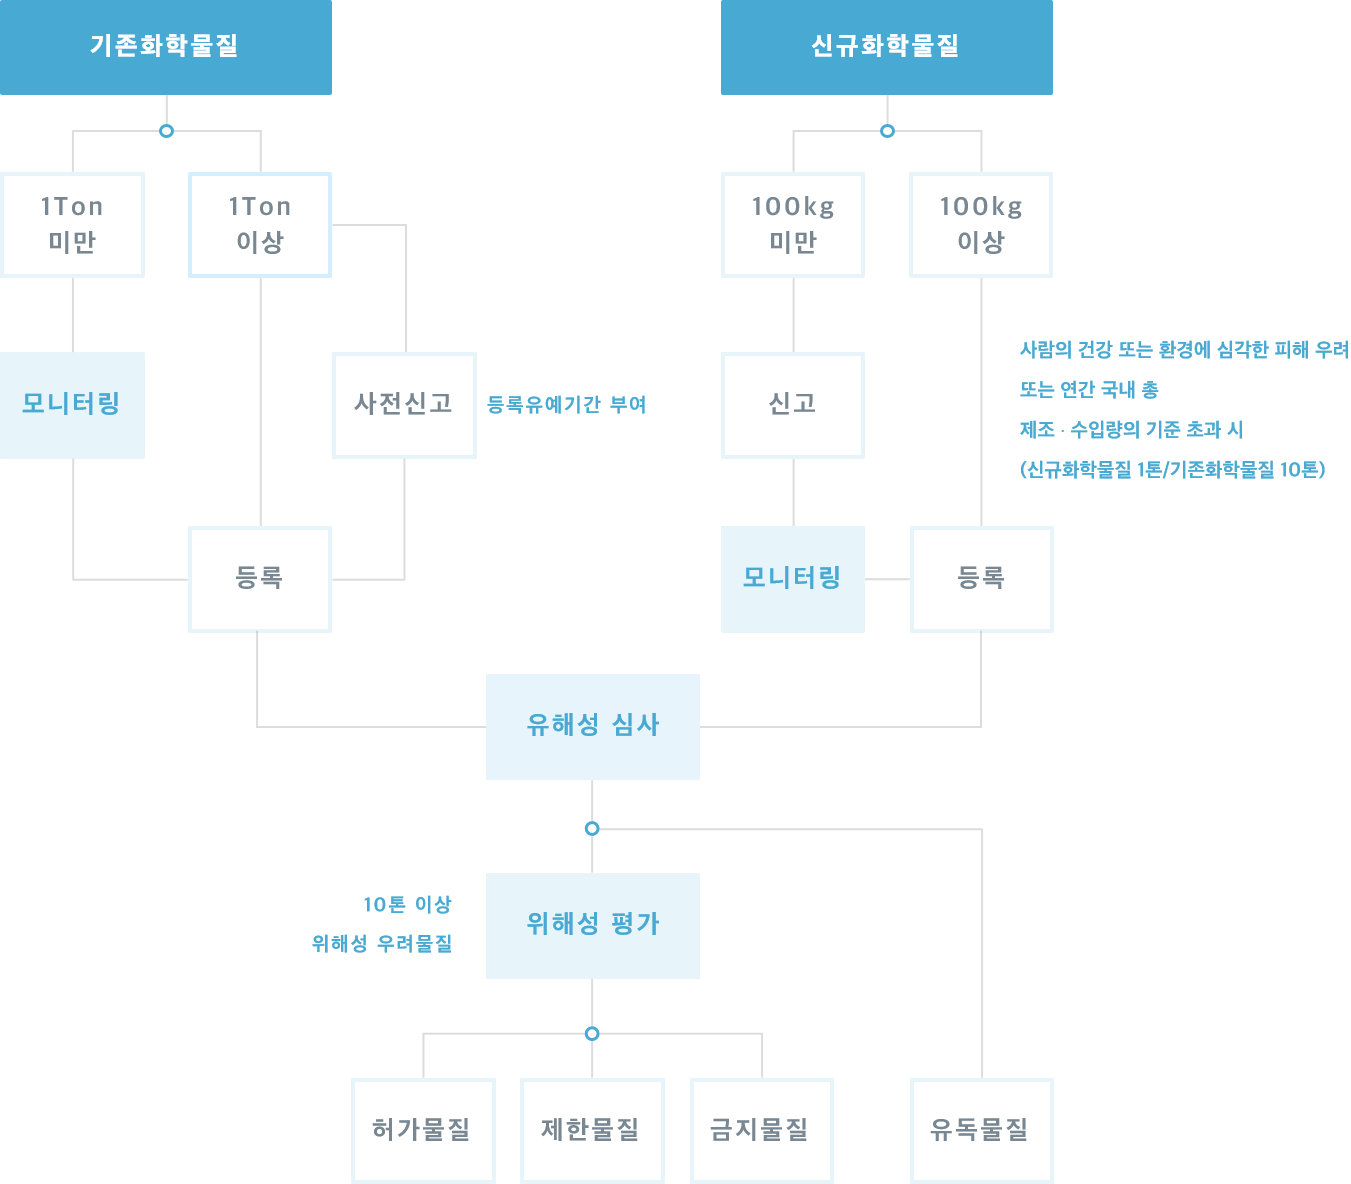 기존화학물질
신규화학물질
1Ton
미만
1Ton
이상
100kg
미만
100kg
이상
모니터링
사전신고
등록유예기간 부여
신고
사람의 건강 또는 환경에 심각한 피해 우려
또는 연간 국내 총
제조 · 수입량의 기준 초과 시
(신규화학물질 1톤/기존화학물질 10톤)
등록
모니터링
등록
유해성 심사
10톤 이상
위해성 우려물질
위해성 평가
허가물질
제한물질
금지물질
유독물질